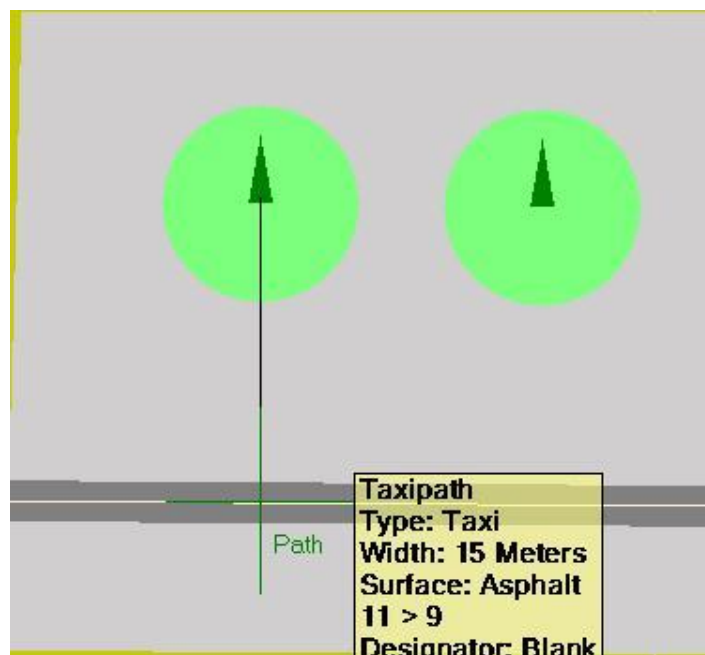 Path
Taxipath
Type: Taxi
Width: 15 Meters
Surface: Asphalt
11 > 9
Designator: Blank